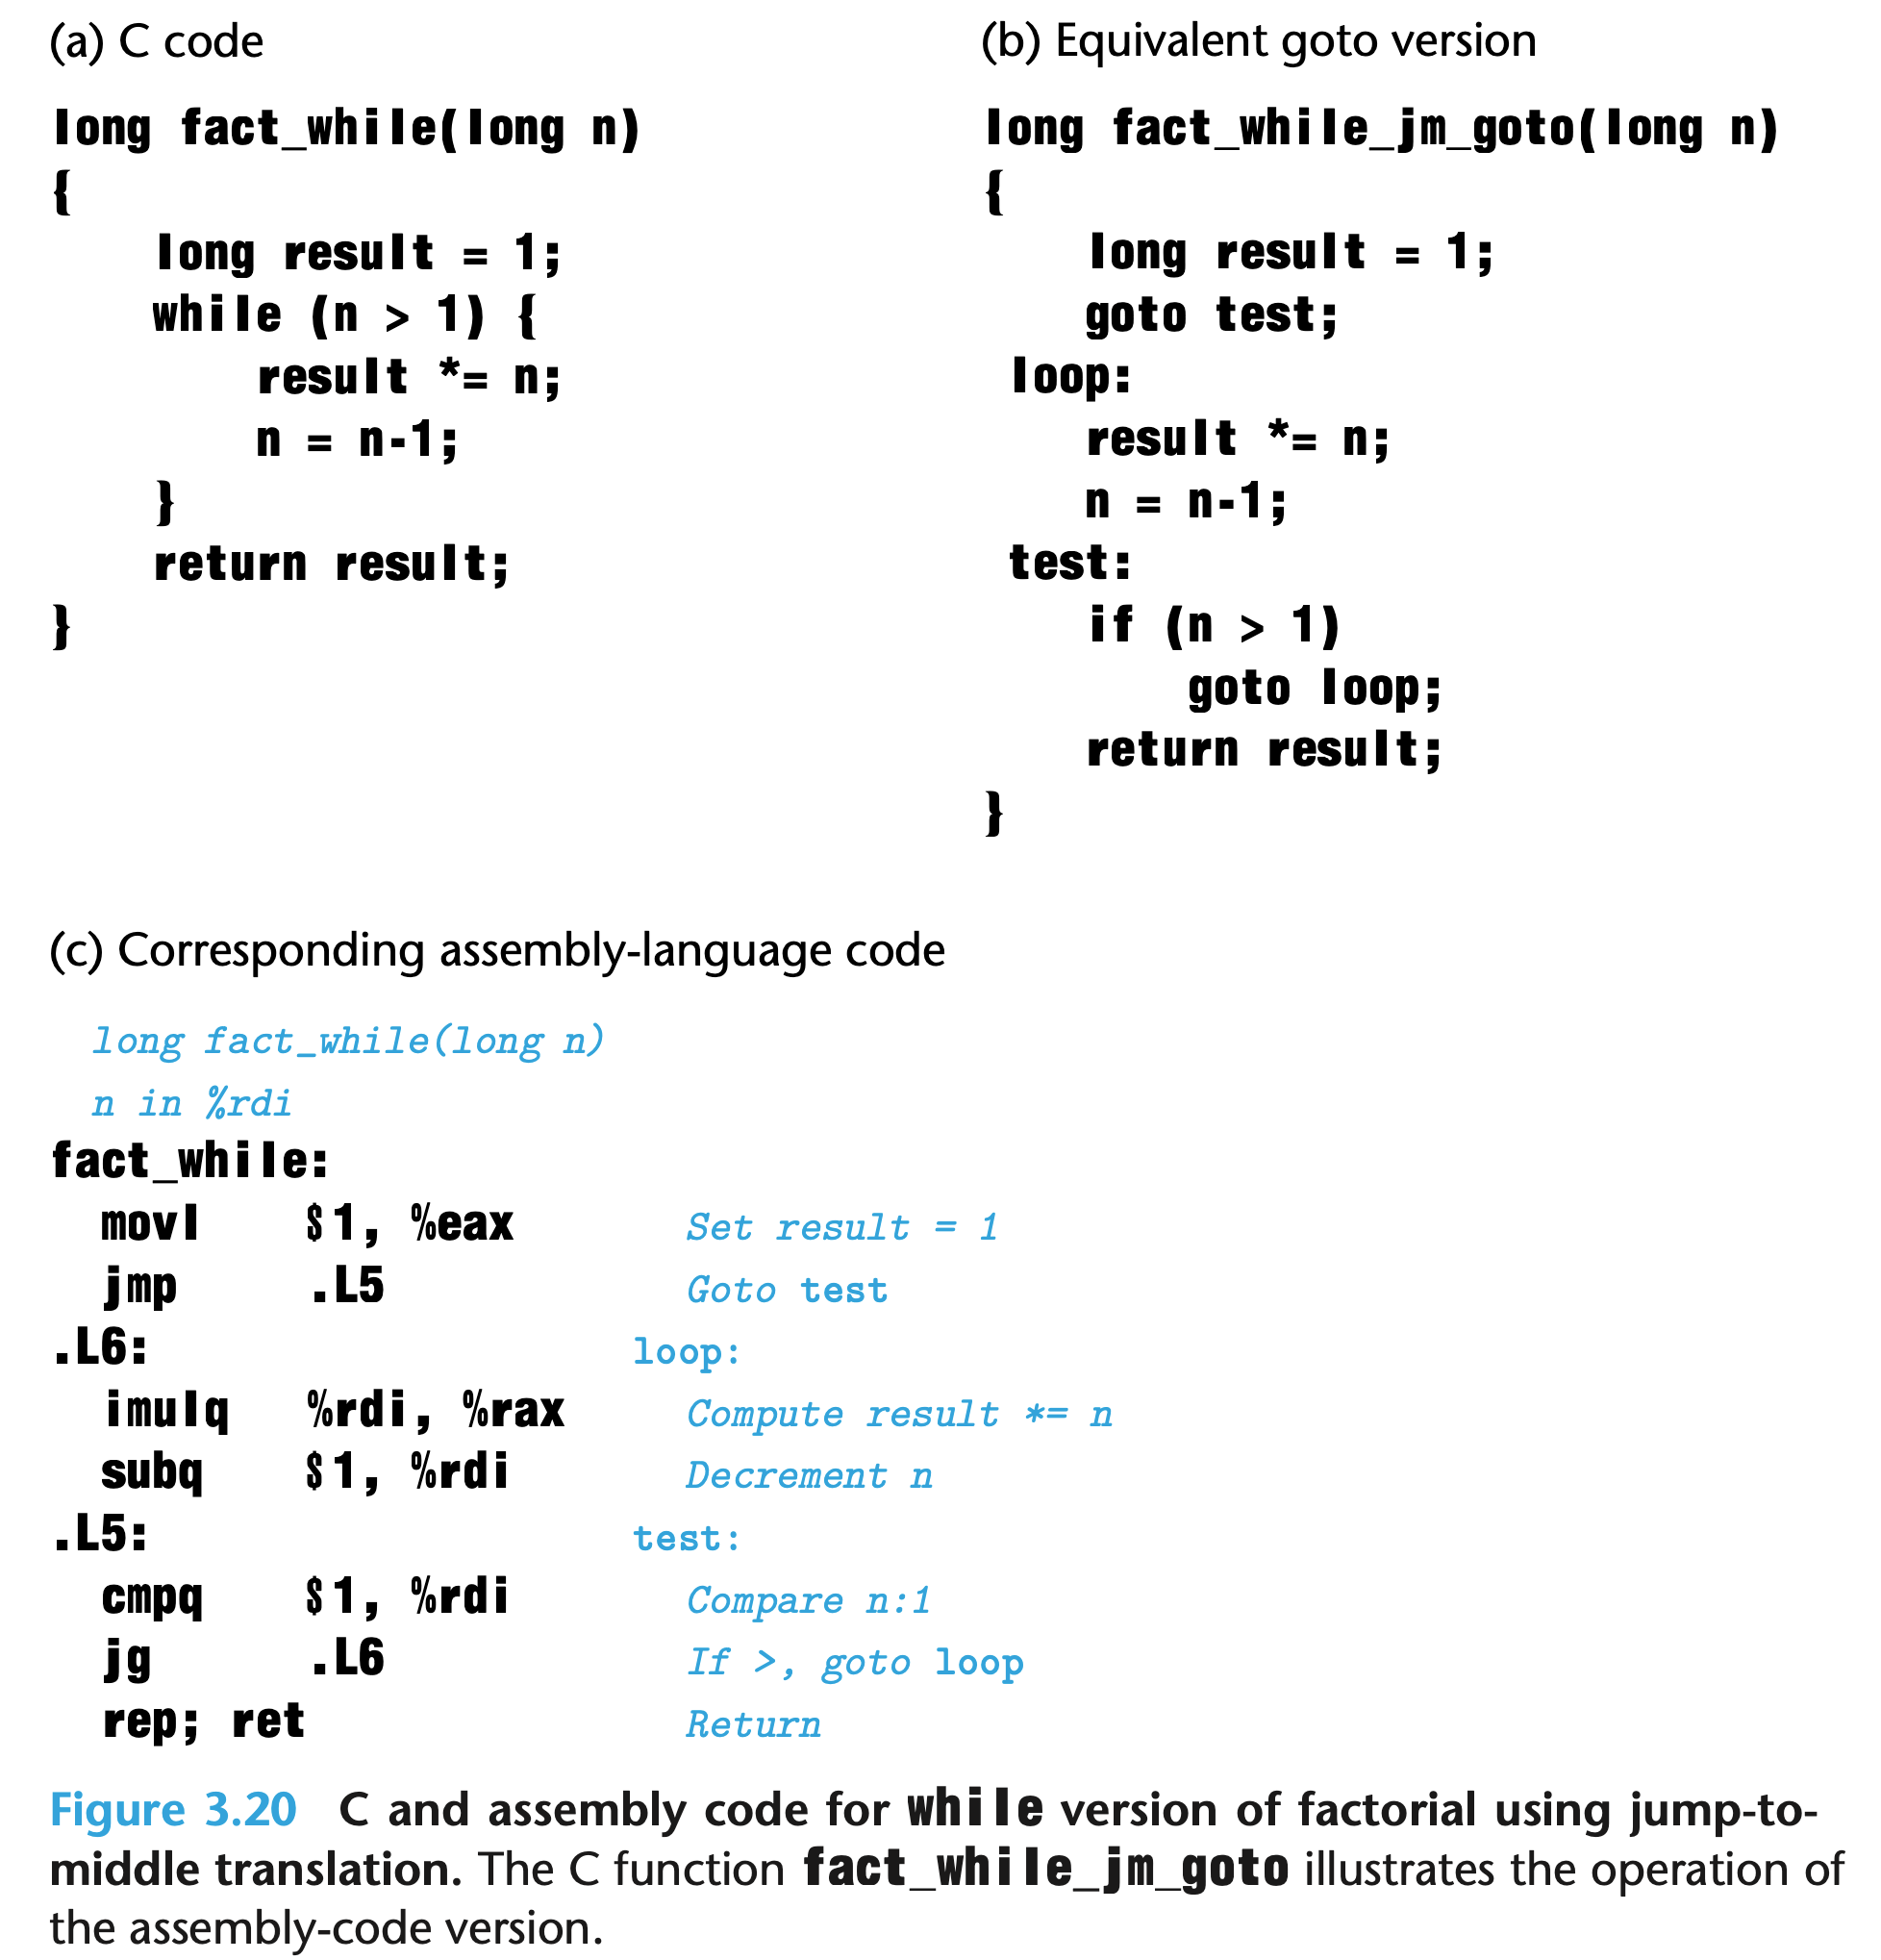 (a) C code
long fact_while(long n)
{
    long result = 1;
    while (n > 1) {
        result *= n;
        n = n-1;
    }
    return result;
}
(b) Equivalent goto version
long fact_while_jm_goto(long n)
{
    long result = 1;
    goto test;
 loop:
    result *= n;
    n = n-1;
 test:
    if (n > 1)
        goto loop;
    return result;
}
(c) Corresponding assembly-language code
long fact_while(long n)
n in %rdi
fact_while:
  movl    $1, %eax    Set result = 1
  jmp     .L5    Goto test
.L6:    loop:
  imulq   %rdi, %rax    Compute result *= n
  subq    $1, %rdi    Decrement n
.L5:    test:
  cmpq    $1, %rdi    Compare n:1
  jg      .L6    If >, goto loop
  rep; ret    Return
Figure 3.20 C and assembly code for while version of factorial using jump-to-
middle translation. The C function fact_while_jm_goto illustrates the operation of
the assembly-code version.